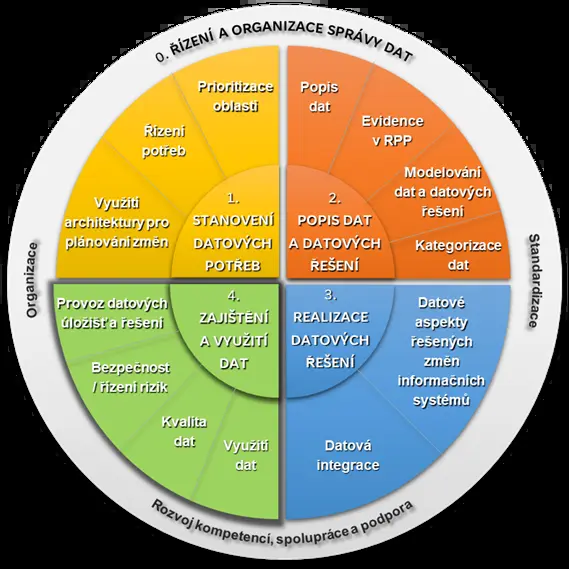 0. ŘÍZENÍ A ORGANIZACE SPRÁVY DAT
Prioritizace
oblastí
Řízení
potřeb
Využití
architektury pro
plánování změn
1.
STANOVENÍ
DATOVÝCH
POTŘEB
Popis
dat
Evidence
v RPP
Modelování
dat a datových
řešení
Kategorizace
dat
2.
POPIS DAT
A DATOVÝCH
ŘEŠENÍ
Organizace
Standardizace
Provoz datových
úložišť a řešení
Bezpečnost
/ řízení rizik
Kvalita
dat
Využití
dat
4.
ZAJIŠTĚNÍ
A VYUŽITÍ
DAT
3.
REALIZACE
DATOVÝCH
ŘEŠENÍ
Datové
aspekty
řešených
změn
informačních
systémů
Datová
integrace
Rozvoj kompetencí, spolupráce a podpora